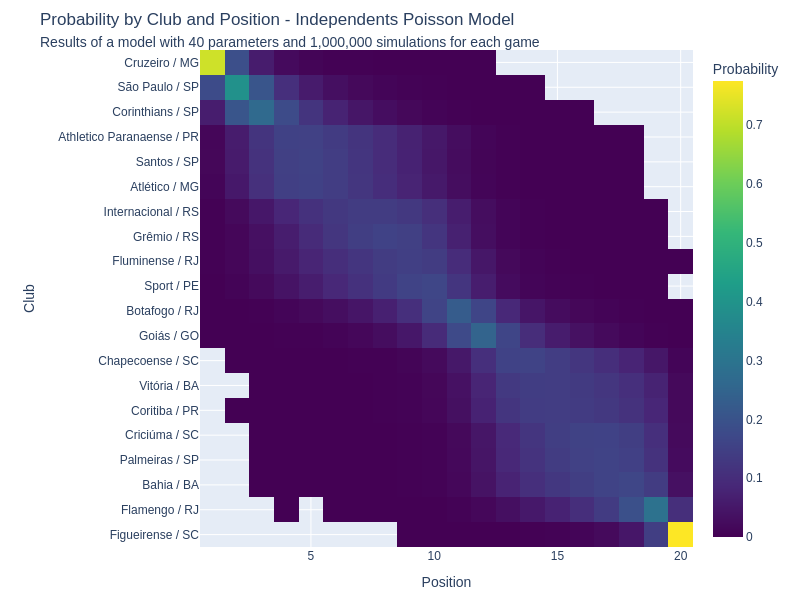 Probability by Club and Position - Independents Poisson Model
Results of a model with 40 parameters and 1,000,000 simulations for each game
Probability
Cruzeiro / MG
São Paulo / SP
Corinthians / SP
Athletico Paranaense / PR
Santos / SP
Atlético / MG
Internacional / RS
Grêmio / RS
Fluminense / RJ
Sport / PE
Botafogo / RJ
Goiás / GO
Chapecoense / SC
Vitória / BA
Coritiba / PR
Criciúma / SC
Palmeiras / SP
Bahia / BA
Flamengo / RJ
Figueirense / SC
Club
5
10
15
20
Position
0.7
0.6
0.5
0.4
0.3
0.2
0.1
0